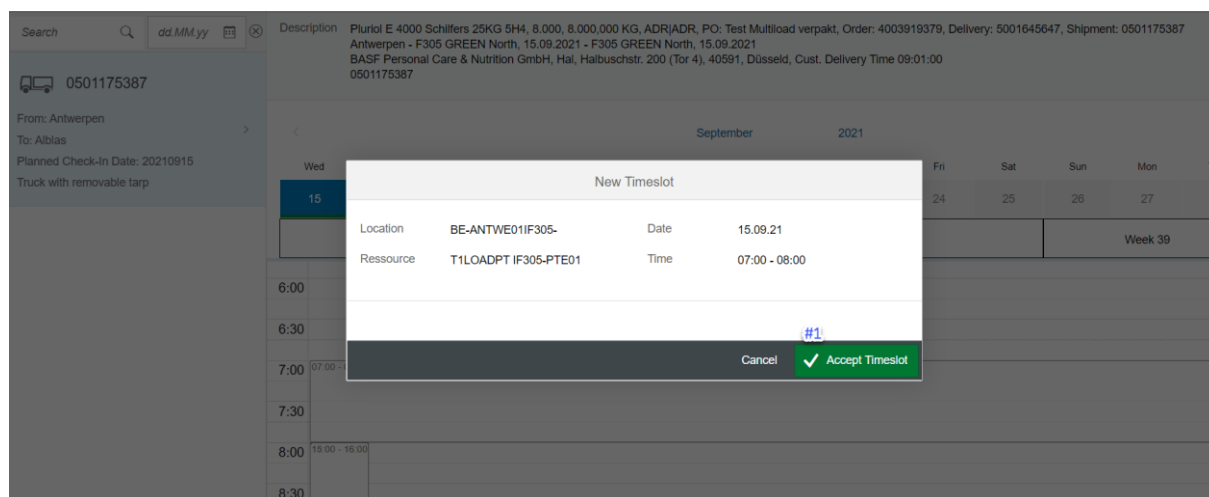 Search dd.MM.yy
0501175387
From: Antwerpen
To: Alblas
Planned Check-In Date: 20210915
Truck with removable tarp
Description Pluriol E 4000 Schilfers 25KG 5H4, 8.000, 8.000,000 KG, ADR|ADR, PO: Test Multiload verpakt, Order: 4003919379, Delivery: 5001645647, Shipment: 0501175387
Antwerpen - F305 GREEN North, 15.09.2021 - F305 GREEN North, 15.09.2021
BASF Personal Care & Nutrition GmbH, Hal, Halbuschstr. 200 (Tor 4), 40591, Düsseld, Cust. Delivery Time 09:01:00
0501175387
September 2021
Wed Fri Sat Sun Mon
15 24 25 26 27
Week 39
New Timeslot
Location BE-ANTWE01IF305- Date 15.09.21
Ressource T1LOADPT IF305-PTE01 Time 07:00 - 08:00
#1
Cancel Accept Timeslot
6:00
6:30
7:00 07:00 -
7:30
8:00 15:00 - 16:00
8:30